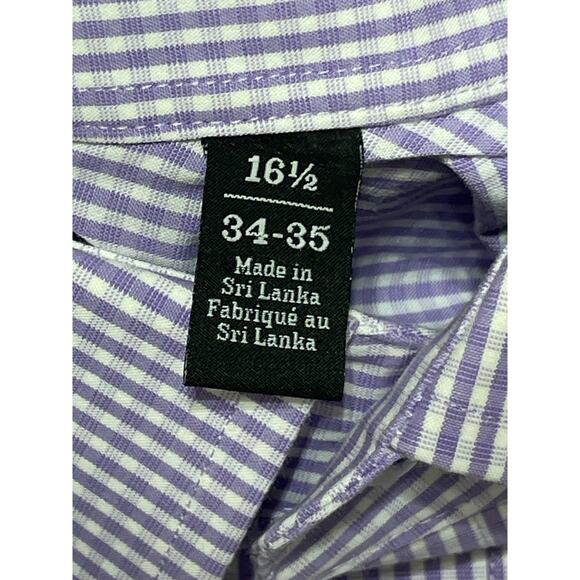 16½
34-35
Made in
Sri Lanka
Fabriqué au
Sri Lanka